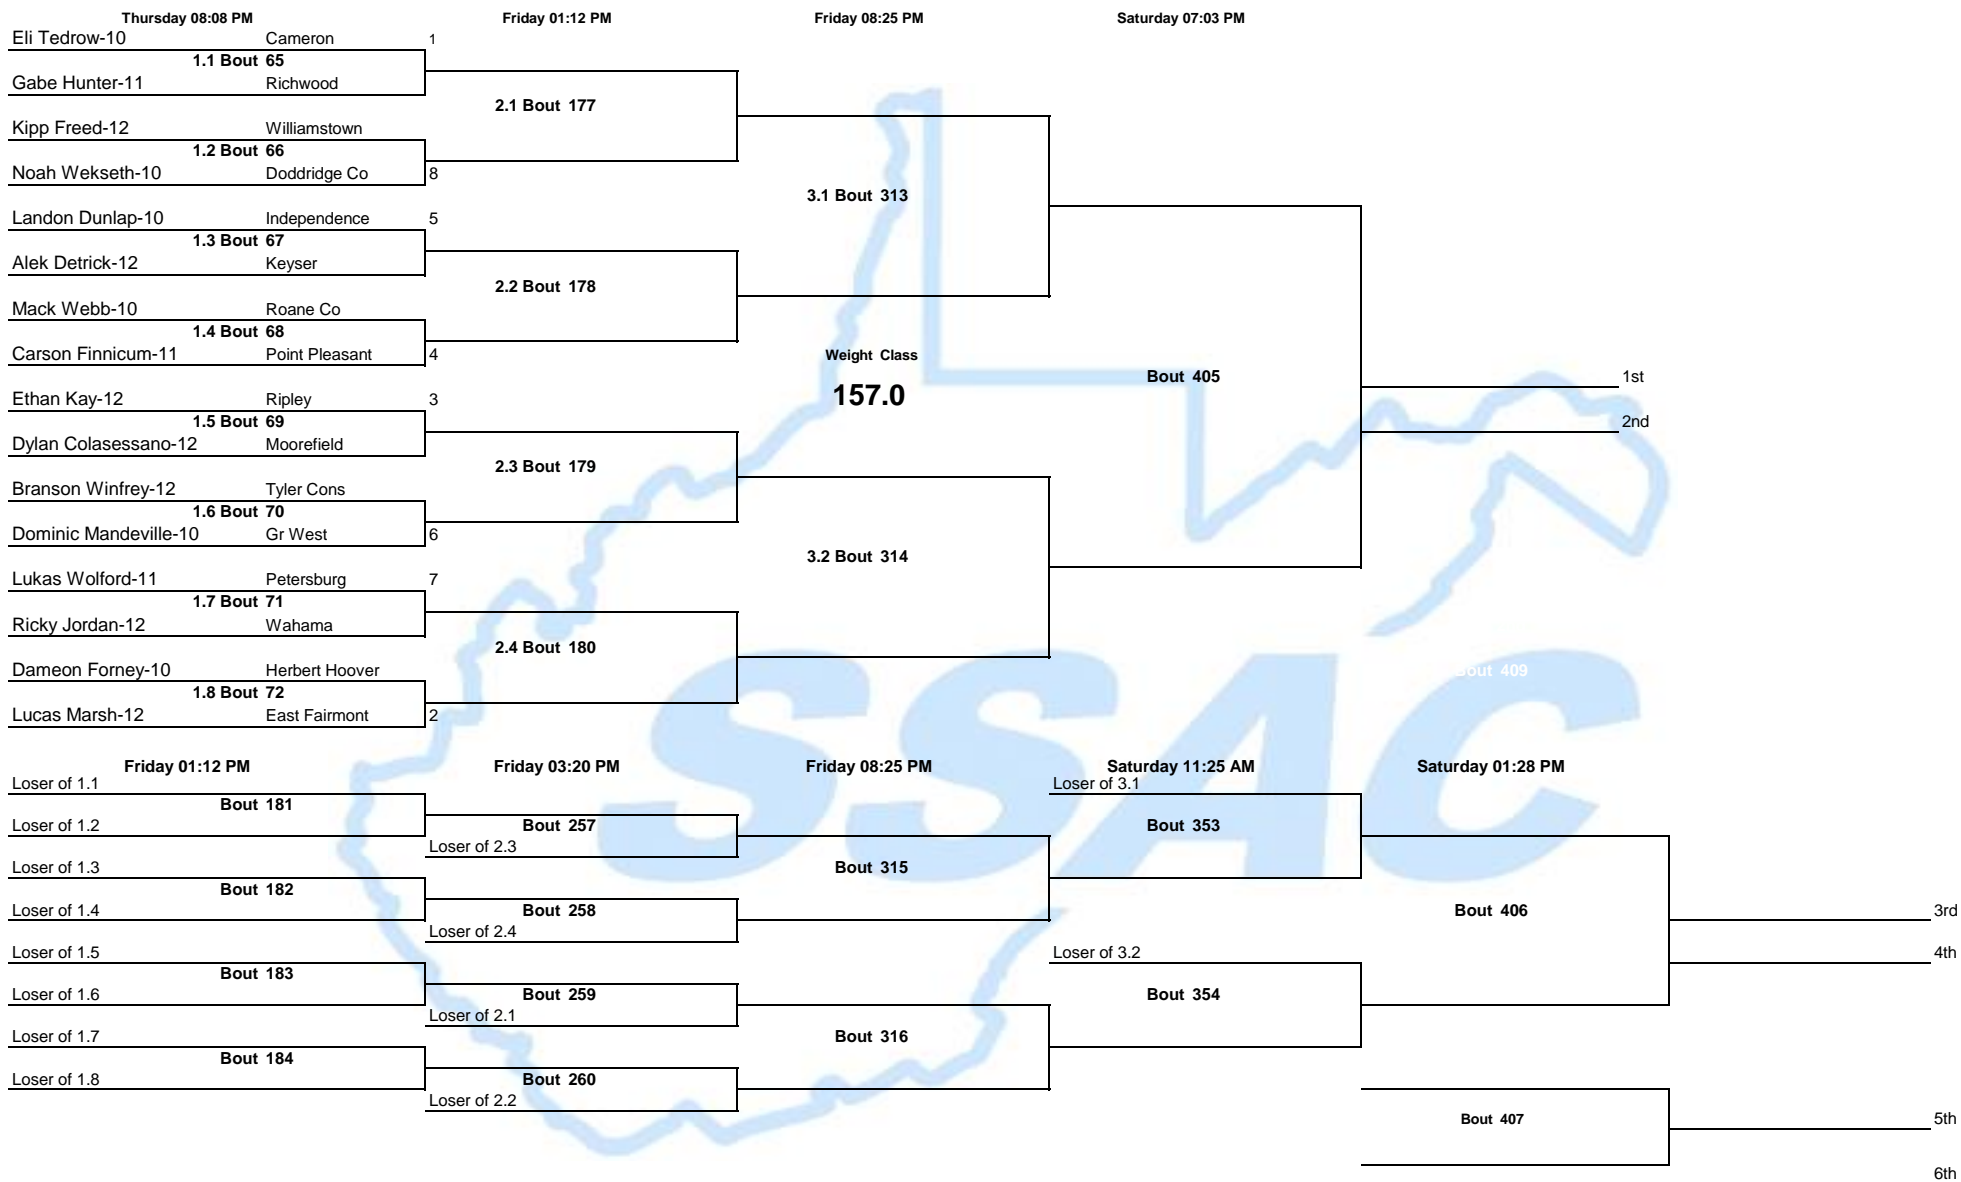 Thursday 08:08 PM Friday 01:12 PM Friday 08:25 PM Saturday 07:03 PM
Eli Tedrow-10 Cameron 1
1.1 Bout 65
Gabe Hunter-11 Richwood
2.1 Bout 177
Kipp Freed-12 Williamstown
1.2 Bout 66
Noah Wekseth-10 Doddridge Co 8
3.1 Bout 313
Landon Dunlap-10 Independence 5
1.3 Bout 67
Alek Detrick-12 Keyser
2.2 Bout 178
Mack Webb-10 Roane Co
1.4 Bout 68
Carson Finnicum-11 Point Pleasant 4
Weight Class
157.0
Bout 405
1st
2nd
Ethan Kay-12 Ripley 3
1.5 Bout 69
Dylan Colasessano-12 Moorefield
2.3 Bout 179
Branson Winfrey-12 Tyler Cons
1.6 Bout 70
Dominic Mandeville-10 Gr West 6
3.2 Bout 314
Lukas Wolford-11 Petersburg 7
1.7 Bout 71
Ricky Jordan-12 Wahama
2.4 Bout 180
Dameon Forney-10 Herbert Hoover
1.8 Bout 72
Lucas Marsh-12 East Fairmont 2
Bout 409
SSAC
Friday 01:12 PM Friday 03:20 PM Friday 08:25 PM Saturday 11:25 AM Saturday 01:28 PM
Loser of 1.1 Loser of 3.1
Bout 181
Loser of 1.2 Bout 257 Bout 353
Loser of 2.3
Loser of 1.3 Bout 315
Bout 182
Loser of 1.4 Bout 258 Bout 406 3rd
Loser of 2.4
Loser of 1.5 Loser of 3.2 4th
Bout 183
Loser of 1.6 Bout 259 Bout 354
Loser of 2.1
Loser of 1.7 Bout 316
Bout 184
Loser of 1.8 Bout 260
Loser of 2.2
Bout 407 5th
6th